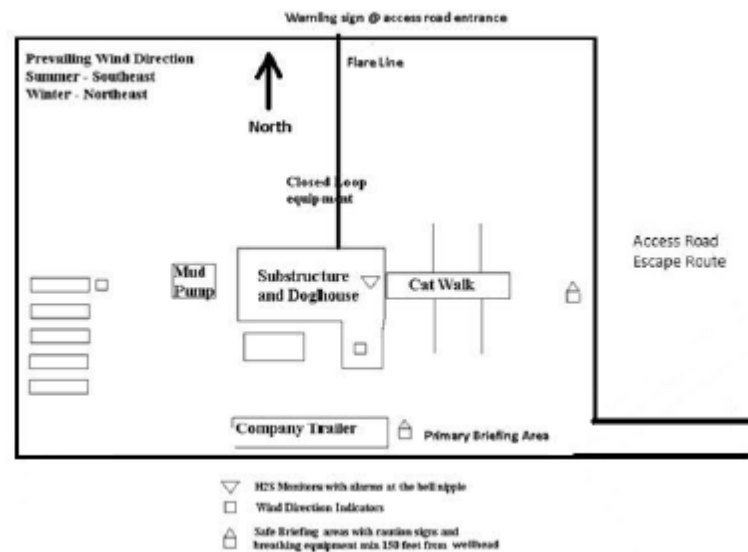 Warning sign @ access road entrance
Prevailing Wind Direction
Summer - Southeast
Winter - Northeast
Flare Line
North
Closed Loop
equipment
Access Road
Escape Route
Mud
Pump
Substructure
and Doghouse
Cat Walk
Company Trailer
Primary Briefing Area
H2S Monitors with alarms at the bell nipple
Wind Direction Indicators
Safe Briefing areas with caution signs and
breathing equipment min 150 feet from wellhead